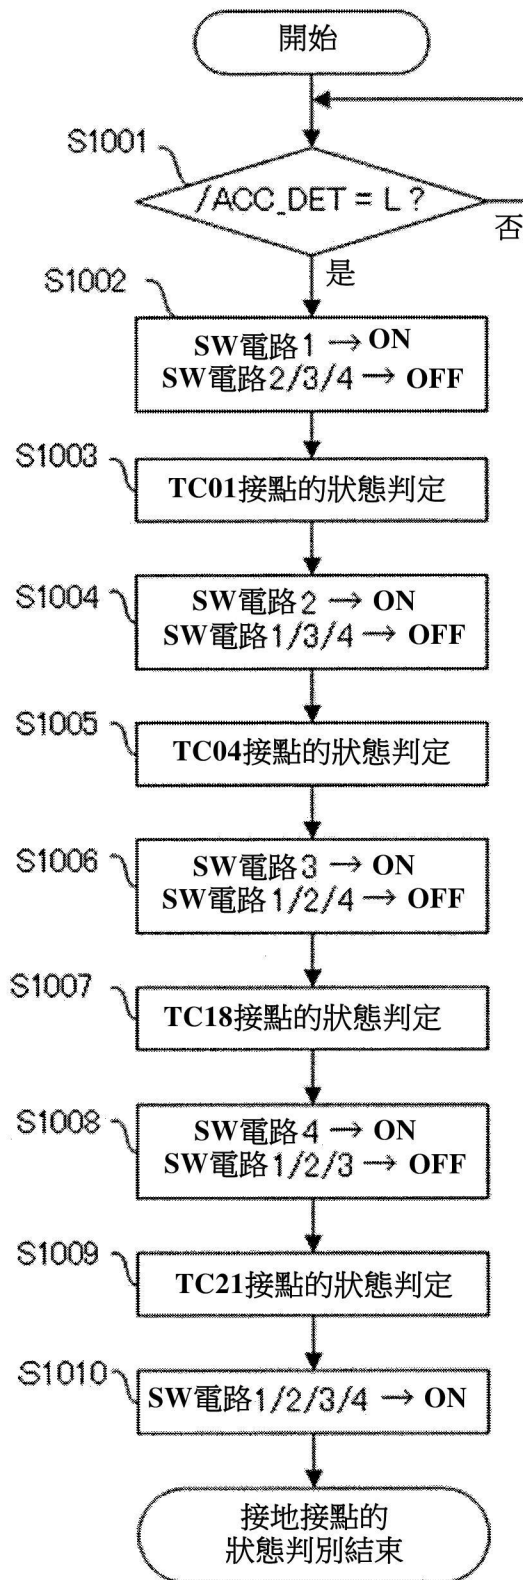 開始
S1001
/ACC_DET = L ?
否
是
S1002
SW電路1 → ON
SW電路2/3/4 → OFF
S1003
TC01接點的狀態判定
S1004
SW電路2 → ON
SW電路1/3/4 → OFF
S1005
TC04接點的狀態判定
S1006
SW電路3 → ON
SW電路1/2/4 → OFF
S1007
TC18接點的狀態判定
S1008
SW電路4 → ON
SW電路1/2/3 → OFF
S1009
TC21接點的狀態判定
S1010
SW電路1/2/3/4 → ON
接地接點的
狀態判別結束